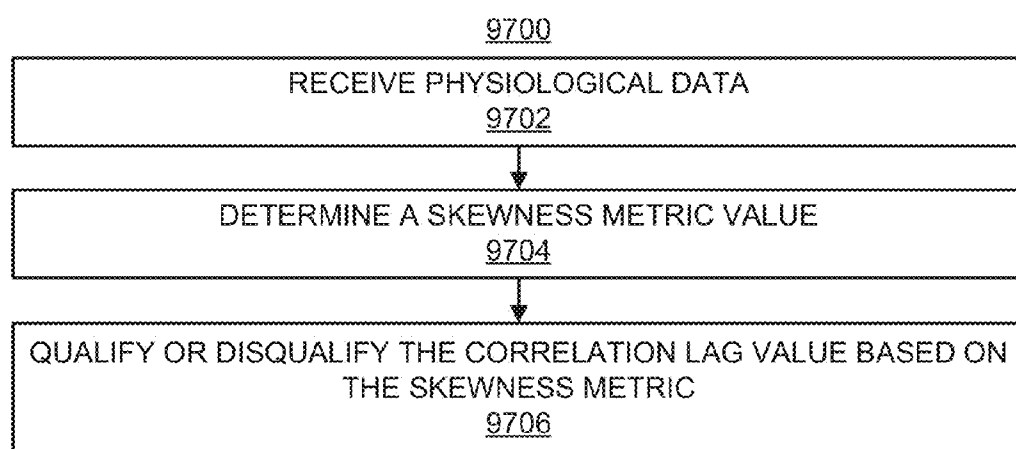 9700
RECEIVE PHYSIOLOGICAL DATA
9702
DETERMINE A SKEWNESS METRIC VALUE
9704
QUALIFY OR DISQUALIFY THE CORRELATION LAG VALUE BASED ON
THE SKEWNESS METRIC
9706